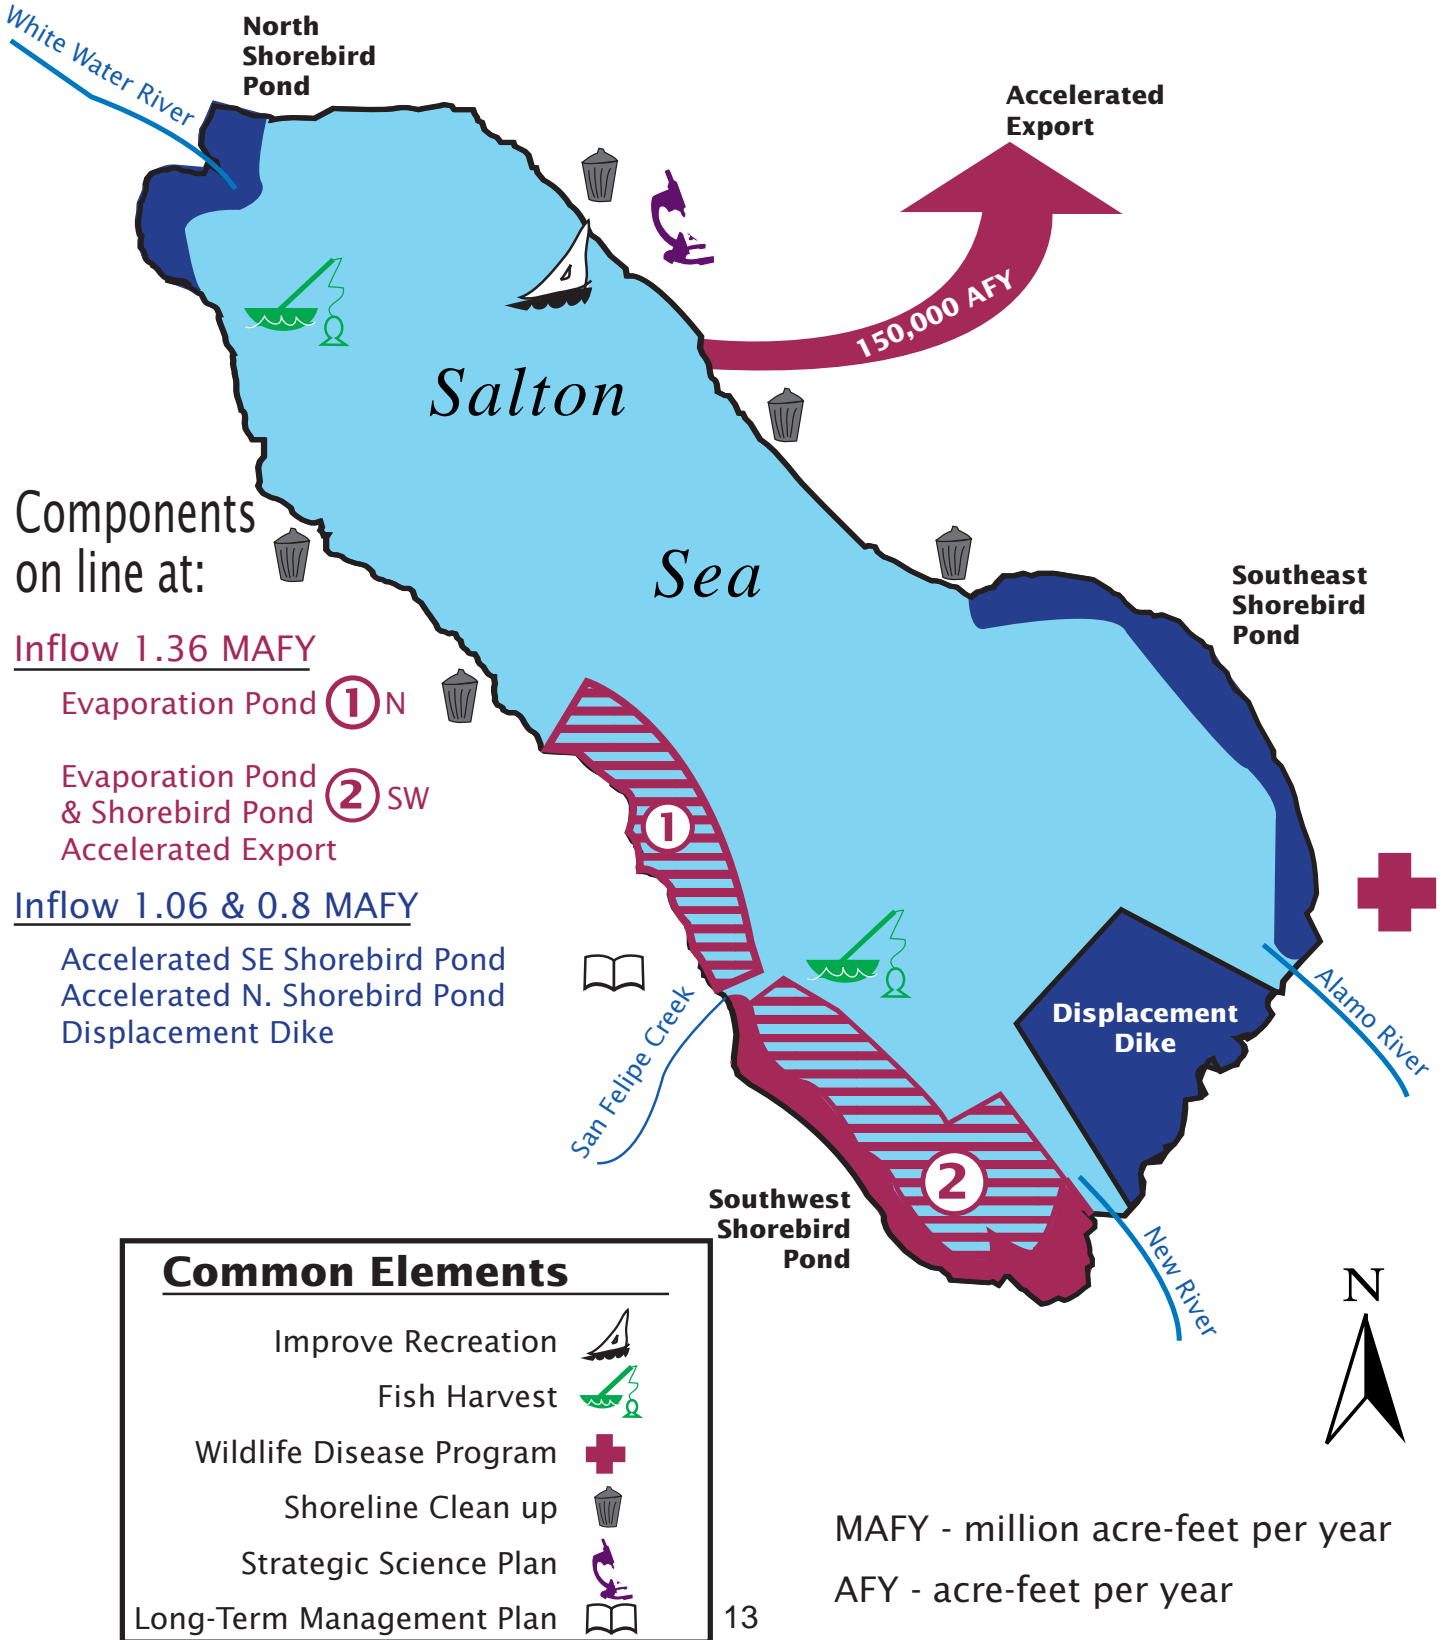 White Water River
North
Shorebird
Pond
Accelerated
Export
150,000 AFY
Salton
Sea
Components
on line at:
Inflow 1.36 MAFY
Evaporation Pond 1 N
Evaporation Pond
& Shorebird Pond 2 SW
Accelerated Export
Inflow 1.06 & 0.8 MAFY
Accelerated SE Shorebird Pond
Accelerated N. Shorebird Pond
Displacement Dike
Southeast
Shorebird
Pond
1
San Felipe Creek
Displacement
Dike
Alamo River
2
Southwest
Shorebird
Pond
New River
N
Common Elements
Improve Recreation
Fish Harvest
Wildlife Disease Program
Shoreline Clean up
Strategic Science Plan
Long-Term Management Plan
13
MAFY - million acre-feet per year
AFY - acre-feet per year